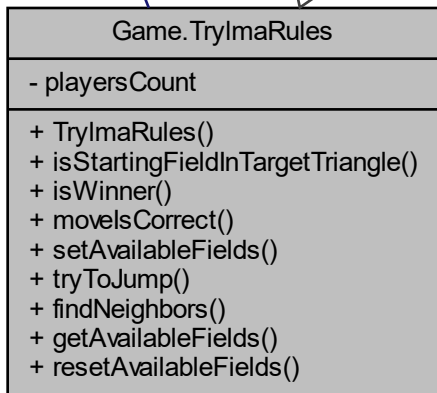 Game.TryImaRules
- playersCount
+ TryImaRules()
+ isStartingFieldInTargetTriangle()
+ isWinner()
+ moveIsCorrect()
+ setAvailableFields()
+ tryToJump()
+ findNeighbors()
+ getAvailableFields()
+ resetAvailableFields()